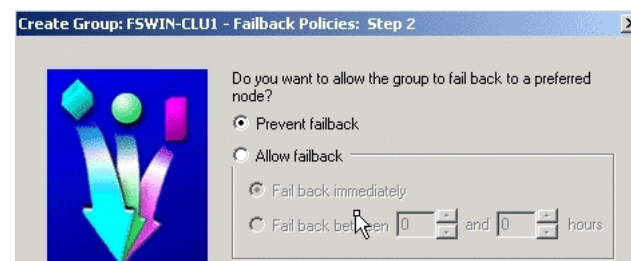 Create Group: FSWIN-CLU1 - Failback Policies: Step 2
Do you want to allow the group to fail back to a preferred
node?
Prevent failback
Allow failback
Fail back immediately
Fail back between 0 and 0 hours